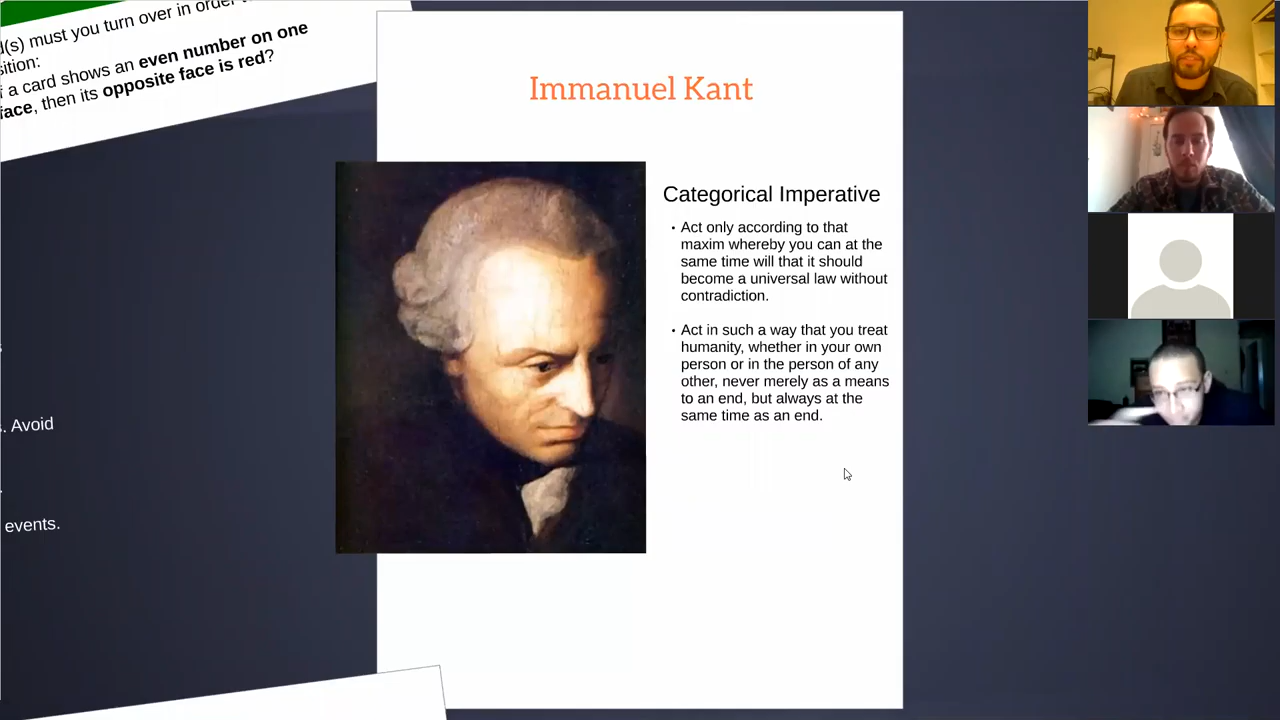 d(s) must you turn over in order
sition:
f a card shows an even number on one
face, then its opposite face is red?
Immanuel Kant
Categorical Imperative
• Act only according to that
maxim whereby you can at the
same time will that it should
become a universal law without
contradiction.
• Act in such a way that you treat
humanity, whether in your own
person or in the person of any
other, never merely as a means
to an end, but always at the
same time as an end.
s
s. Avoid
.
events.